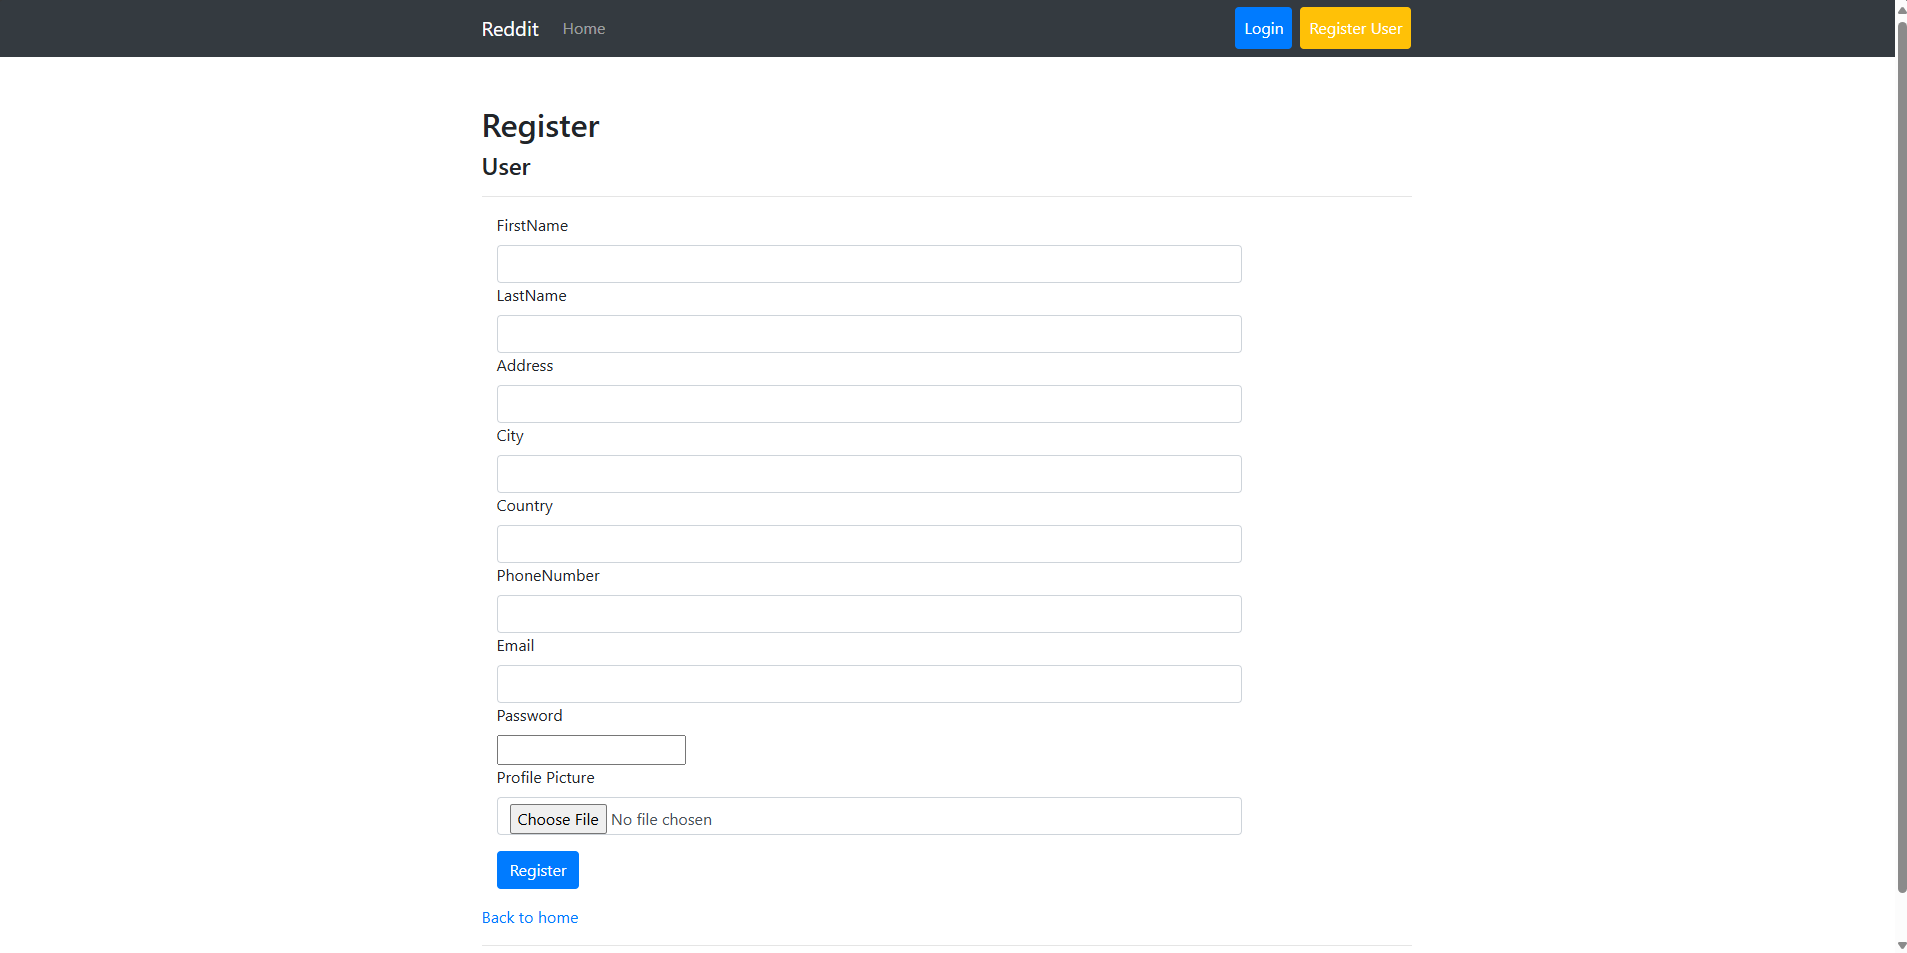 Reddit Home Login Register User
Register
User
FirstName
LastName
Address
City
Country
PhoneNumber
Email
Password
Profile Picture
Choose File No file chosen
Register
Back to home